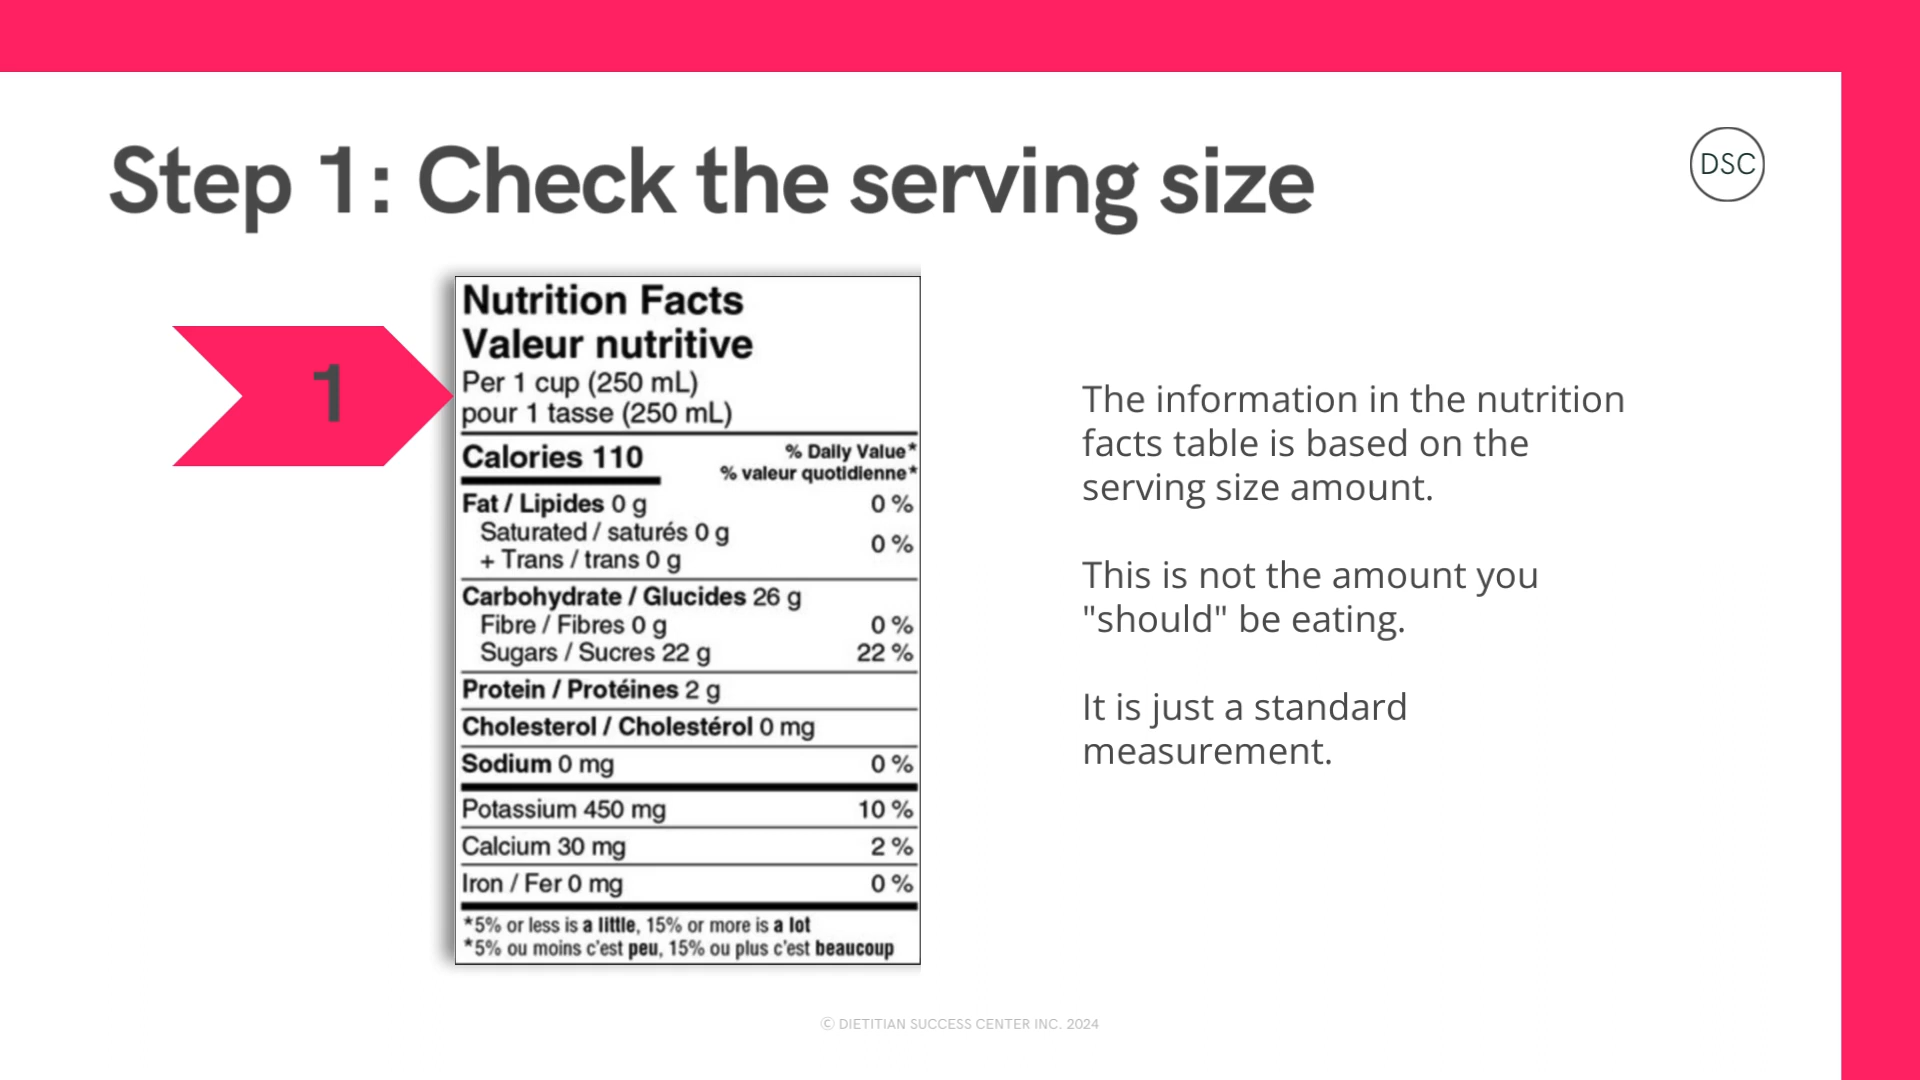 Step 1: Check the serving size
DSC
1
Nutrition Facts
Valeur nutritive
Per 1 cup (250 mL)
pour 1 tasse (250 mL)
Calories 110
% Daily Value*
% valeur quotidienne*
Fat / Lipides 0 g 0 %
Saturated / saturés 0 g
+ Trans / trans 0 g
0 %
Carbohydrate / Glucides 26 g
Fibre / Fibres 0 g 0 %
Sugars / Sucres 22 g 22 %
Protein / Protéines 2 g
Cholesterol / Cholestérol 0 mg
Sodium 0 mg 0 %
Potassium 450 mg 10 %
Calcium 30 mg 2 %
Iron / Fer 0 mg 0 %
*5% or less is a little, 15% or more is a lot
*5% ou moins c'est peu, 15% ou plus c'est beaucoup
The information in the nutrition
facts table is based on the
serving size amount.
This is not the amount you
"should" be eating.
It is just a standard
measurement.
© DIETITIAN SUCCESS CENTER INC. 2024